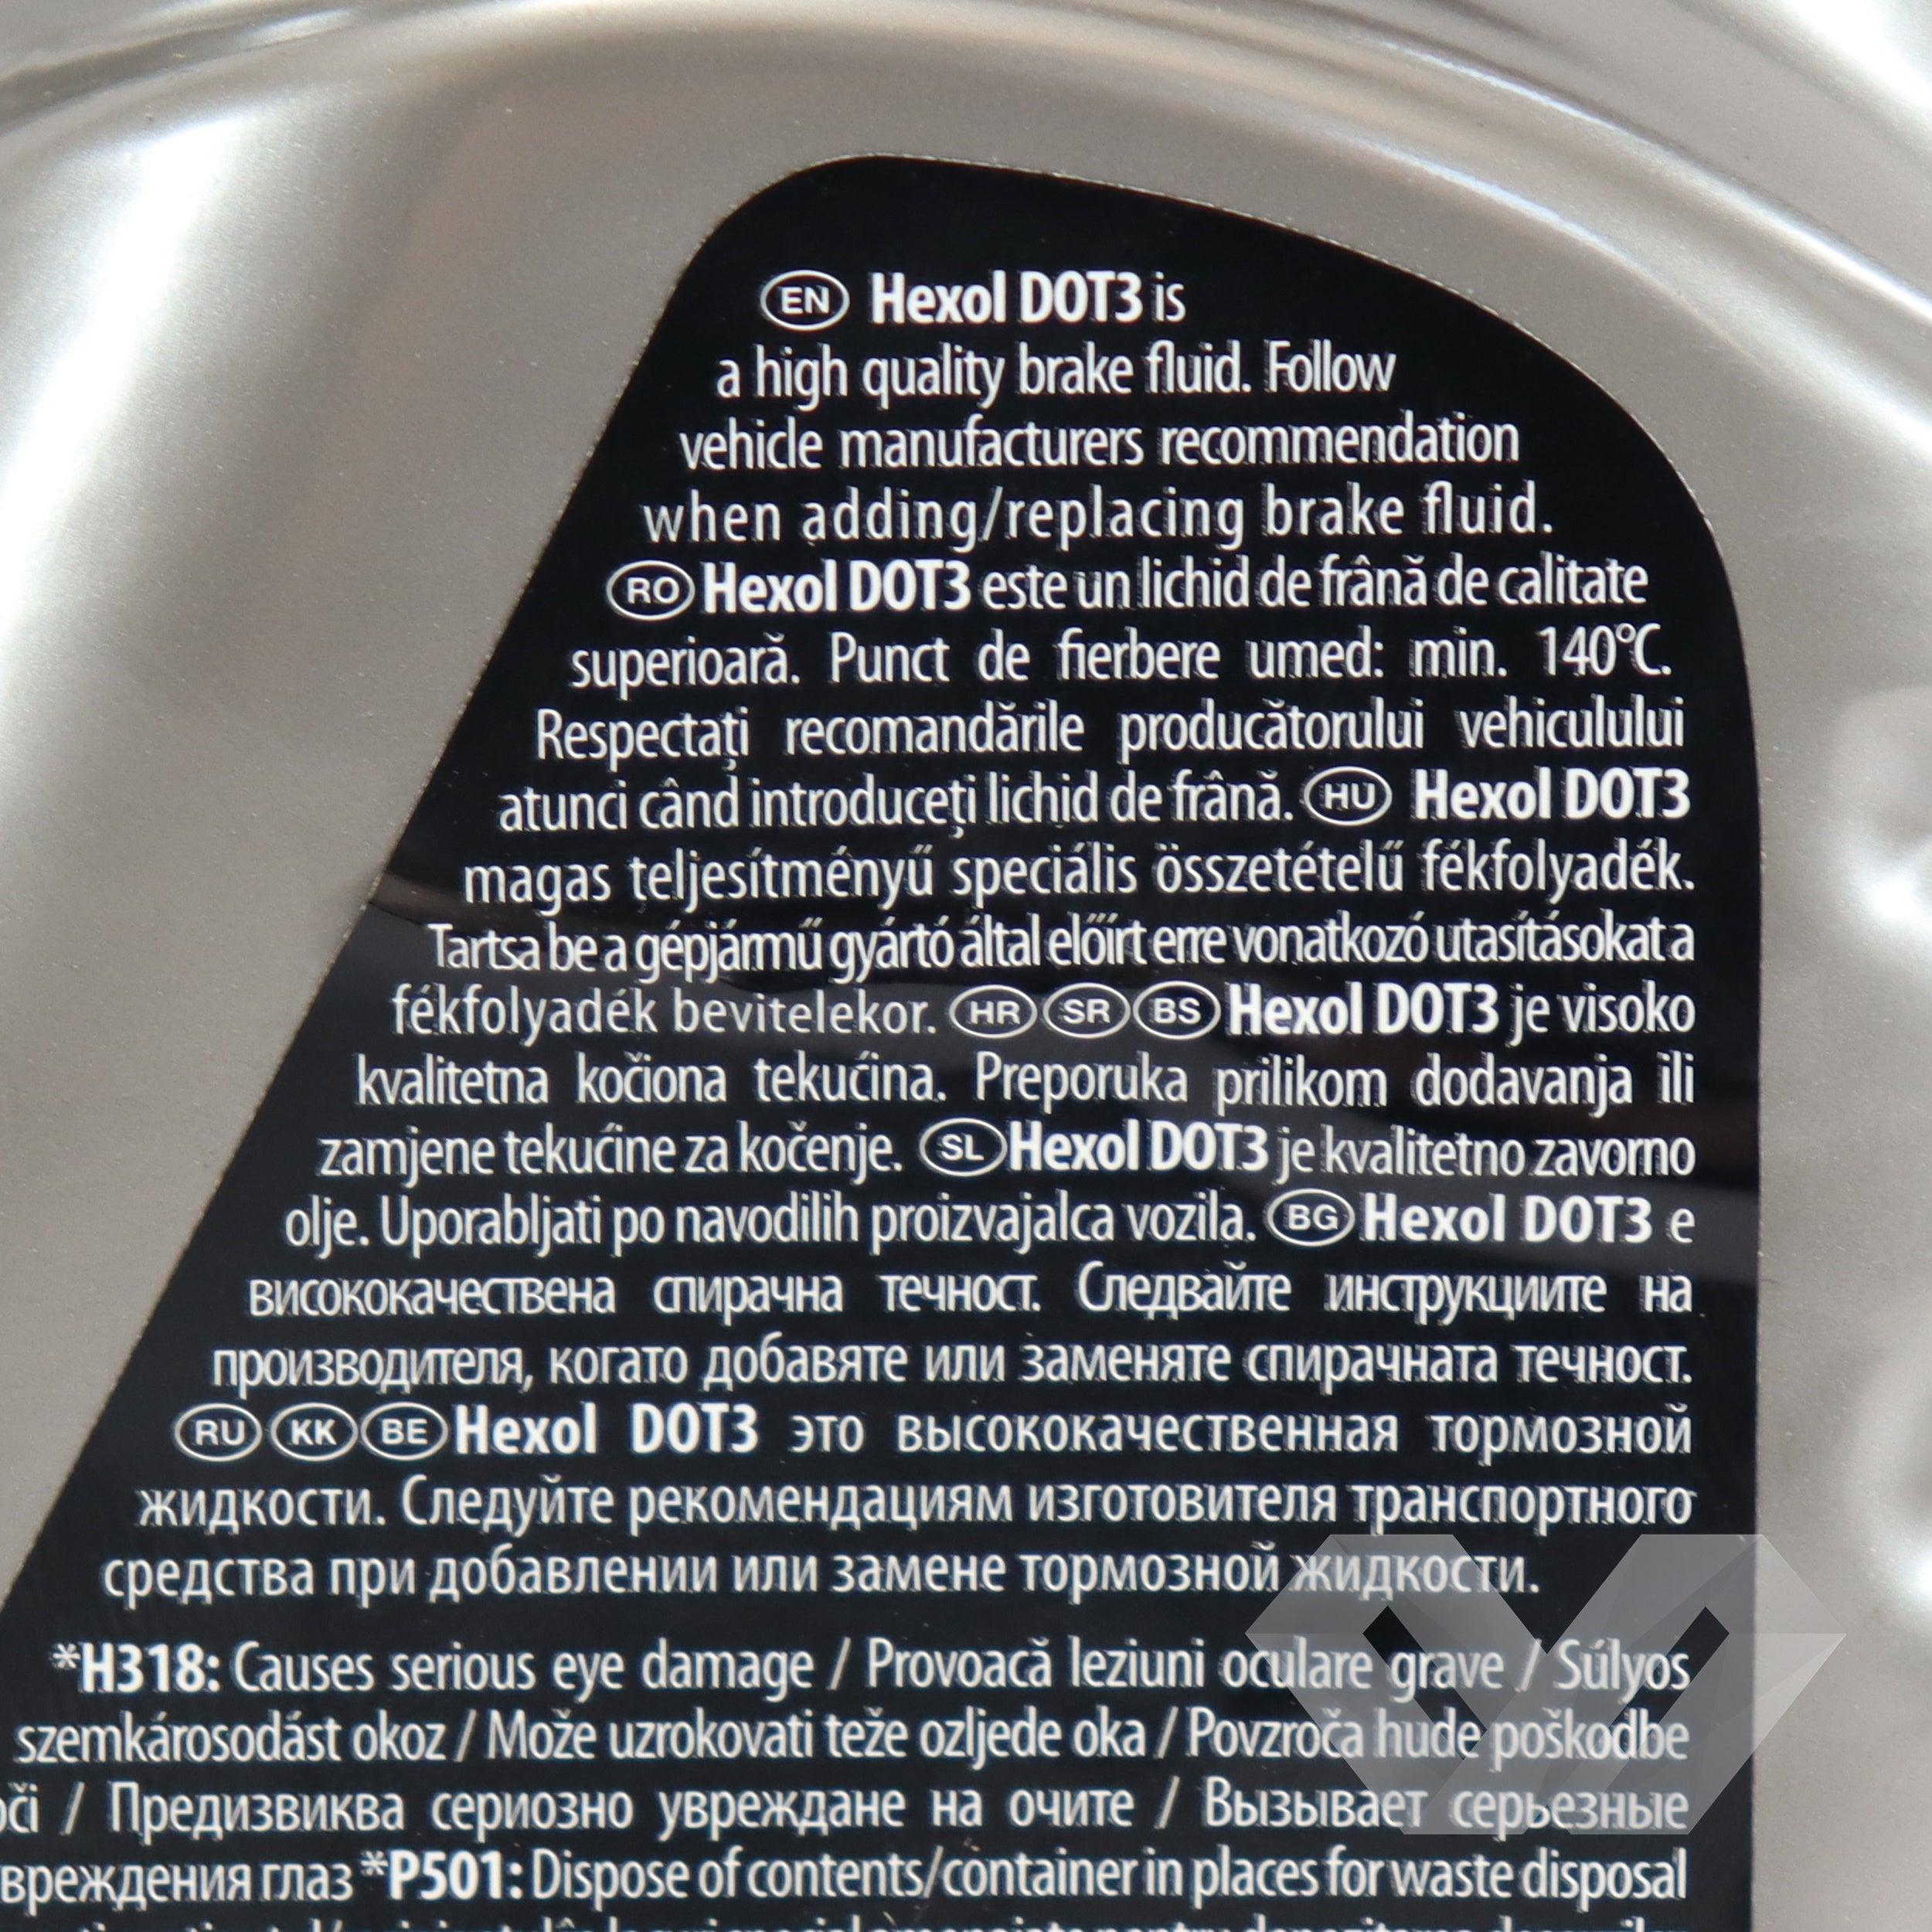 EN Hexol DOT3 is
a high quality brake fluid. Follow
vehicle manufacturers recommendation
when adding/replacing brake fluid.
RO Hexol DOT3 este un lichid de frână de calitate
superioară. Punct de fierbere umed: min. 140°C.
Respectați recomandările producătorului vehiculului
atunci când introduceți lichid de frână. HU Hexol DOT3
magas teljesítményű speciális összetételű fékfolyadék.
Tartsa be a gépjármű gyártó által előírt erre vonatkozó utasításokat a
fékfolyadék bevitelekor. HR SR BS Hexol DOT3 je visoko
kvalitetna kočiona tekućina. Preporuka prilikom dodavanja ili
zamjene tekućine za kočenje. SL Hexol DOT3 je kvalitetno zavorno
olje. Uporabljati po navodilih proizvajalca vozila. BG Hexol DOT3 е
висококачествена спирачна течност. Следвайте инструкциите на
производителя, когато добавяте или заменяте спирачната течност.
RU KK BE Hexol DOT3 это высококачественная тормозной
жидкости. Следуйте рекомендациям изготовителя транспортного
средства при добавлении или замене тормозной жидкости.
*H318: Causes serious eye damage / Provoacă leziuni oculare grave / Súlyos
szemkárosodást okoz / Može uzrokovati teže ozljede oka / Povzroča hude poškodbe
oči / Предизвиква сериозно увреждане на очите / Вызывает серьезные
вреждения глаз *P501: Dispose of contents/container in places for waste disposal